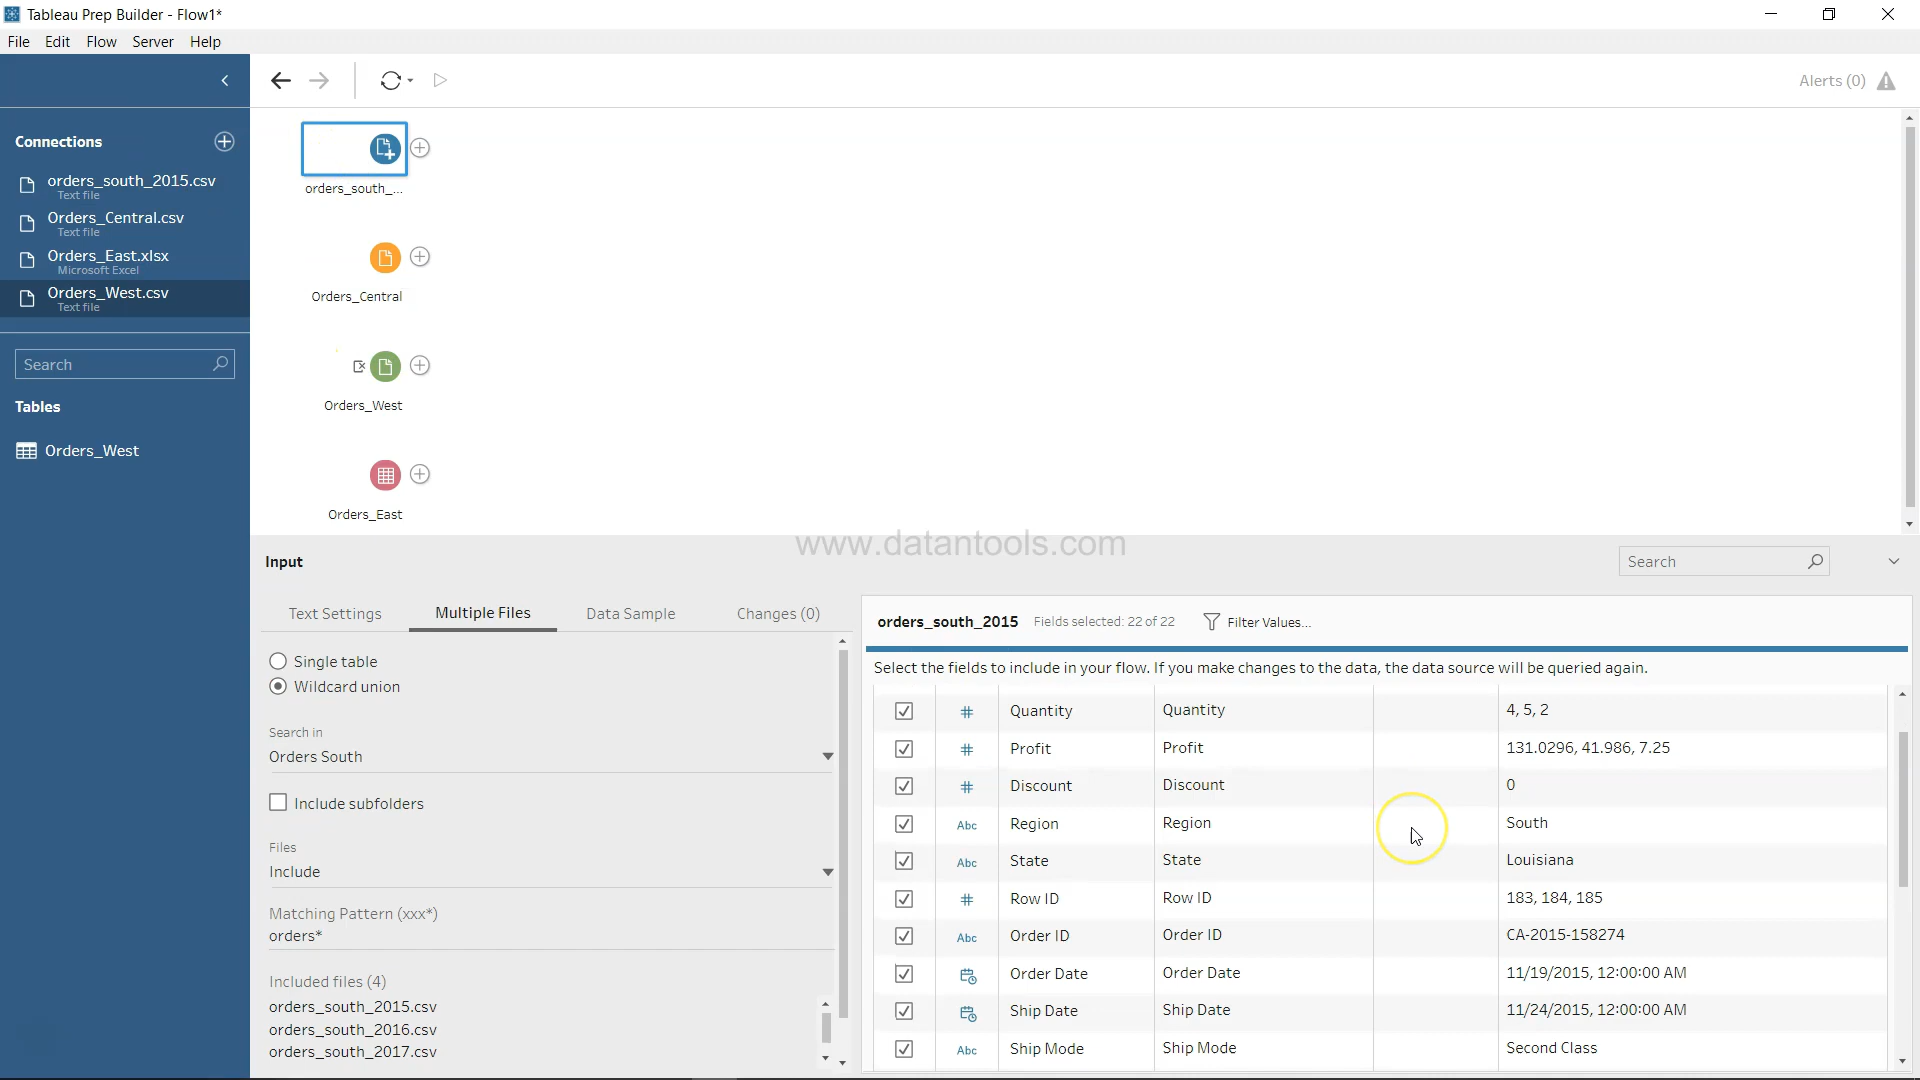 Tableau Prep Builder - Flow1*
File Edit Flow Server Help
Alerts (0)
Connections
orders_south_2015.csv
Text file
Orders_Central.csv
Text file
Orders_East.xlsx
Microsoft Excel
Orders_West.csv
Text file
Search
Tables
Orders_West
orders_south_...
Orders_Central
Orders_West
Orders_East
www.datantools.com
Input
Search
Text Settings Multiple Files Data Sample Changes (0)
Single table
Wildcard union
Search in
Orders South
Include subfolders
Files
Include
Matching Pattern (xxx*)
orders*
Included files (4)
orders_south_2015.csv
orders_south_2016.csv
orders_south_2017.csv
orders_south_2015 Fields selected: 22 of 22 Filter Values...
Select the fields to include in your flow. If you make changes to the data, the data source will be queried again.
# Quantity Quantity 4, 5, 2
# Profit Profit 131.0296, 41.986, 7.25
# Discount Discount 0
Abc Region Region South
Abc State State Louisiana
# Row ID Row ID 183, 184, 185
Abc Order ID Order ID CA-2015-158274
Order Date Order Date 11/19/2015, 12:00:00 AM
Ship Date Ship Date 11/24/2015, 12:00:00 AM
Abc Ship Mode Ship Mode Second Class